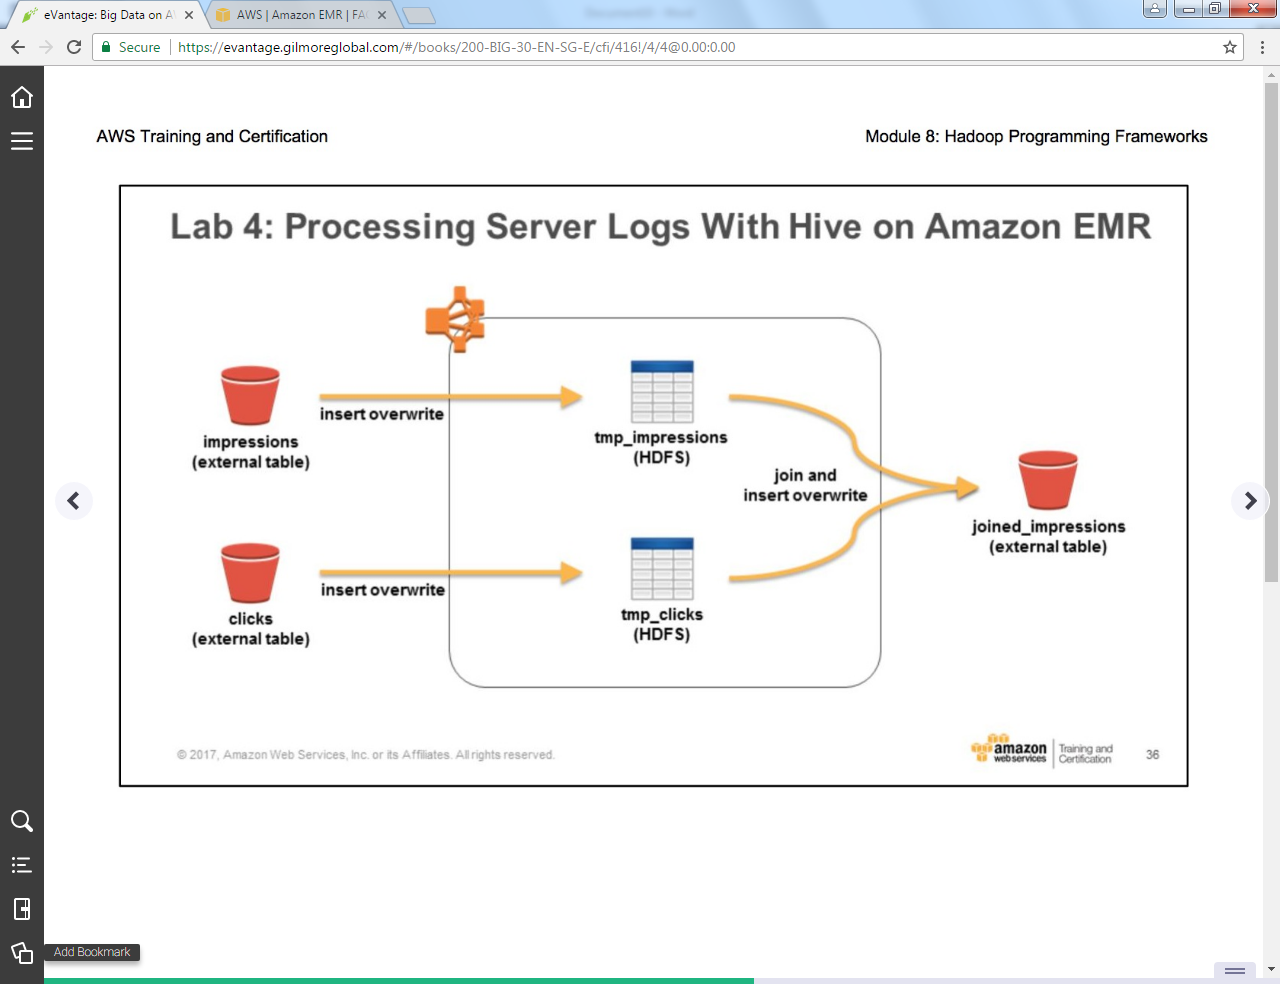 eVantage: Big Data on A
AWS | Amazon EMR | FA
Secure
https://evantage.gilmoreglobal.com/#/books/200-BIG-30-EN-SG-E/cfi/416!/4/4@0.00:0.00
AWS Training and Certification
Module 8: Hadoop Programming Frameworks
Lab 4: Processing Server Logs With Hive on Amazon EMR
insert overwrite
impressions
(external table)
tmp_impressions
(HDFS)
join and
insert overwrite
joined_impressions
(external table)
insert overwrite
clicks
(external table)
tmp_clicks
(HDFS)
© 2017, Amazon Web Services, Inc. or its Affiliates. All rights reserved.
amazon
webservices
Training and
Certification
36
Add Bookmark